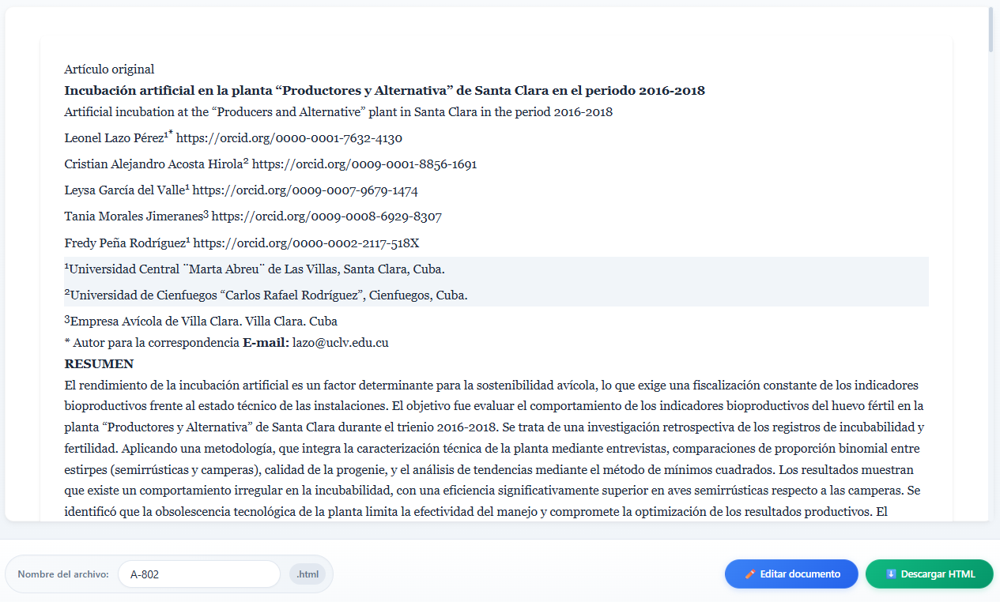 Artículo original
Incubación artificial en la planta “Productores y Alternativa” de Santa Clara en el periodo 2016-2018
Artificial incubation at the “Producers and Alternative” plant in Santa Clara in the period 2016-2018
Leonel Lazo Pérez¹* https://orcid.org/0000-0001-7632-4130
Cristian Alejandro Acosta Hirola² https://orcid.org/0009-0001-8856-1691
Leysa García del Valle¹ https://orcid.org/0009-0007-9679-1474
Tania Morales Jimeranes³ https://orcid.org/0009-0008-6929-8307
Fredy Peña Rodríguez¹ https://orcid.org/0000-0002-2117-518X
¹Universidad Central ¨Marta Abreu¨ de Las Villas, Santa Clara, Cuba.
²Universidad de Cienfuegos “Carlos Rafael Rodríguez”, Cienfuegos, Cuba.
³Empresa Avícola de Villa Clara. Villa Clara. Cuba
* Autor para la correspondencia E-mail: lazo@uclv.edu.cu
RESUMEN
El rendimiento de la incubación artificial es un factor determinante para la sostenibilidad avícola, lo que exige una fiscalización constante de los indicadores
bioproductivos frente al estado técnico de las instalaciones. El objetivo fue evaluar el comportamiento de los indicadores bioproductivos del huevo fértil en la
planta “Productores y Alternativa” de Santa Clara durante el trienio 2016-2018. Se trata de una investigación retrospectiva de los registros de incubabilidad y
fertilidad. Aplicando una metodología, que integra la caracterización técnica de la planta mediante entrevistas, comparaciones de proporción binomial entre
estirpes (semirrústicas y camperas), calidad de la progenie, y el análisis de tendencias mediante el método de mínimos cuadrados. Los resultados muestran
que existe un comportamiento irregular en la incubabilidad, con una eficiencia significativamente superior en aves semirrústicas respecto a las camperas. Se
identificó que la obsolescencia tecnológica de la planta limita la efectividad del manejo y compromete la optimización de los resultados productivos. El
Nombre del archivo: A-802 .html
Editar documento
Descargar HTML